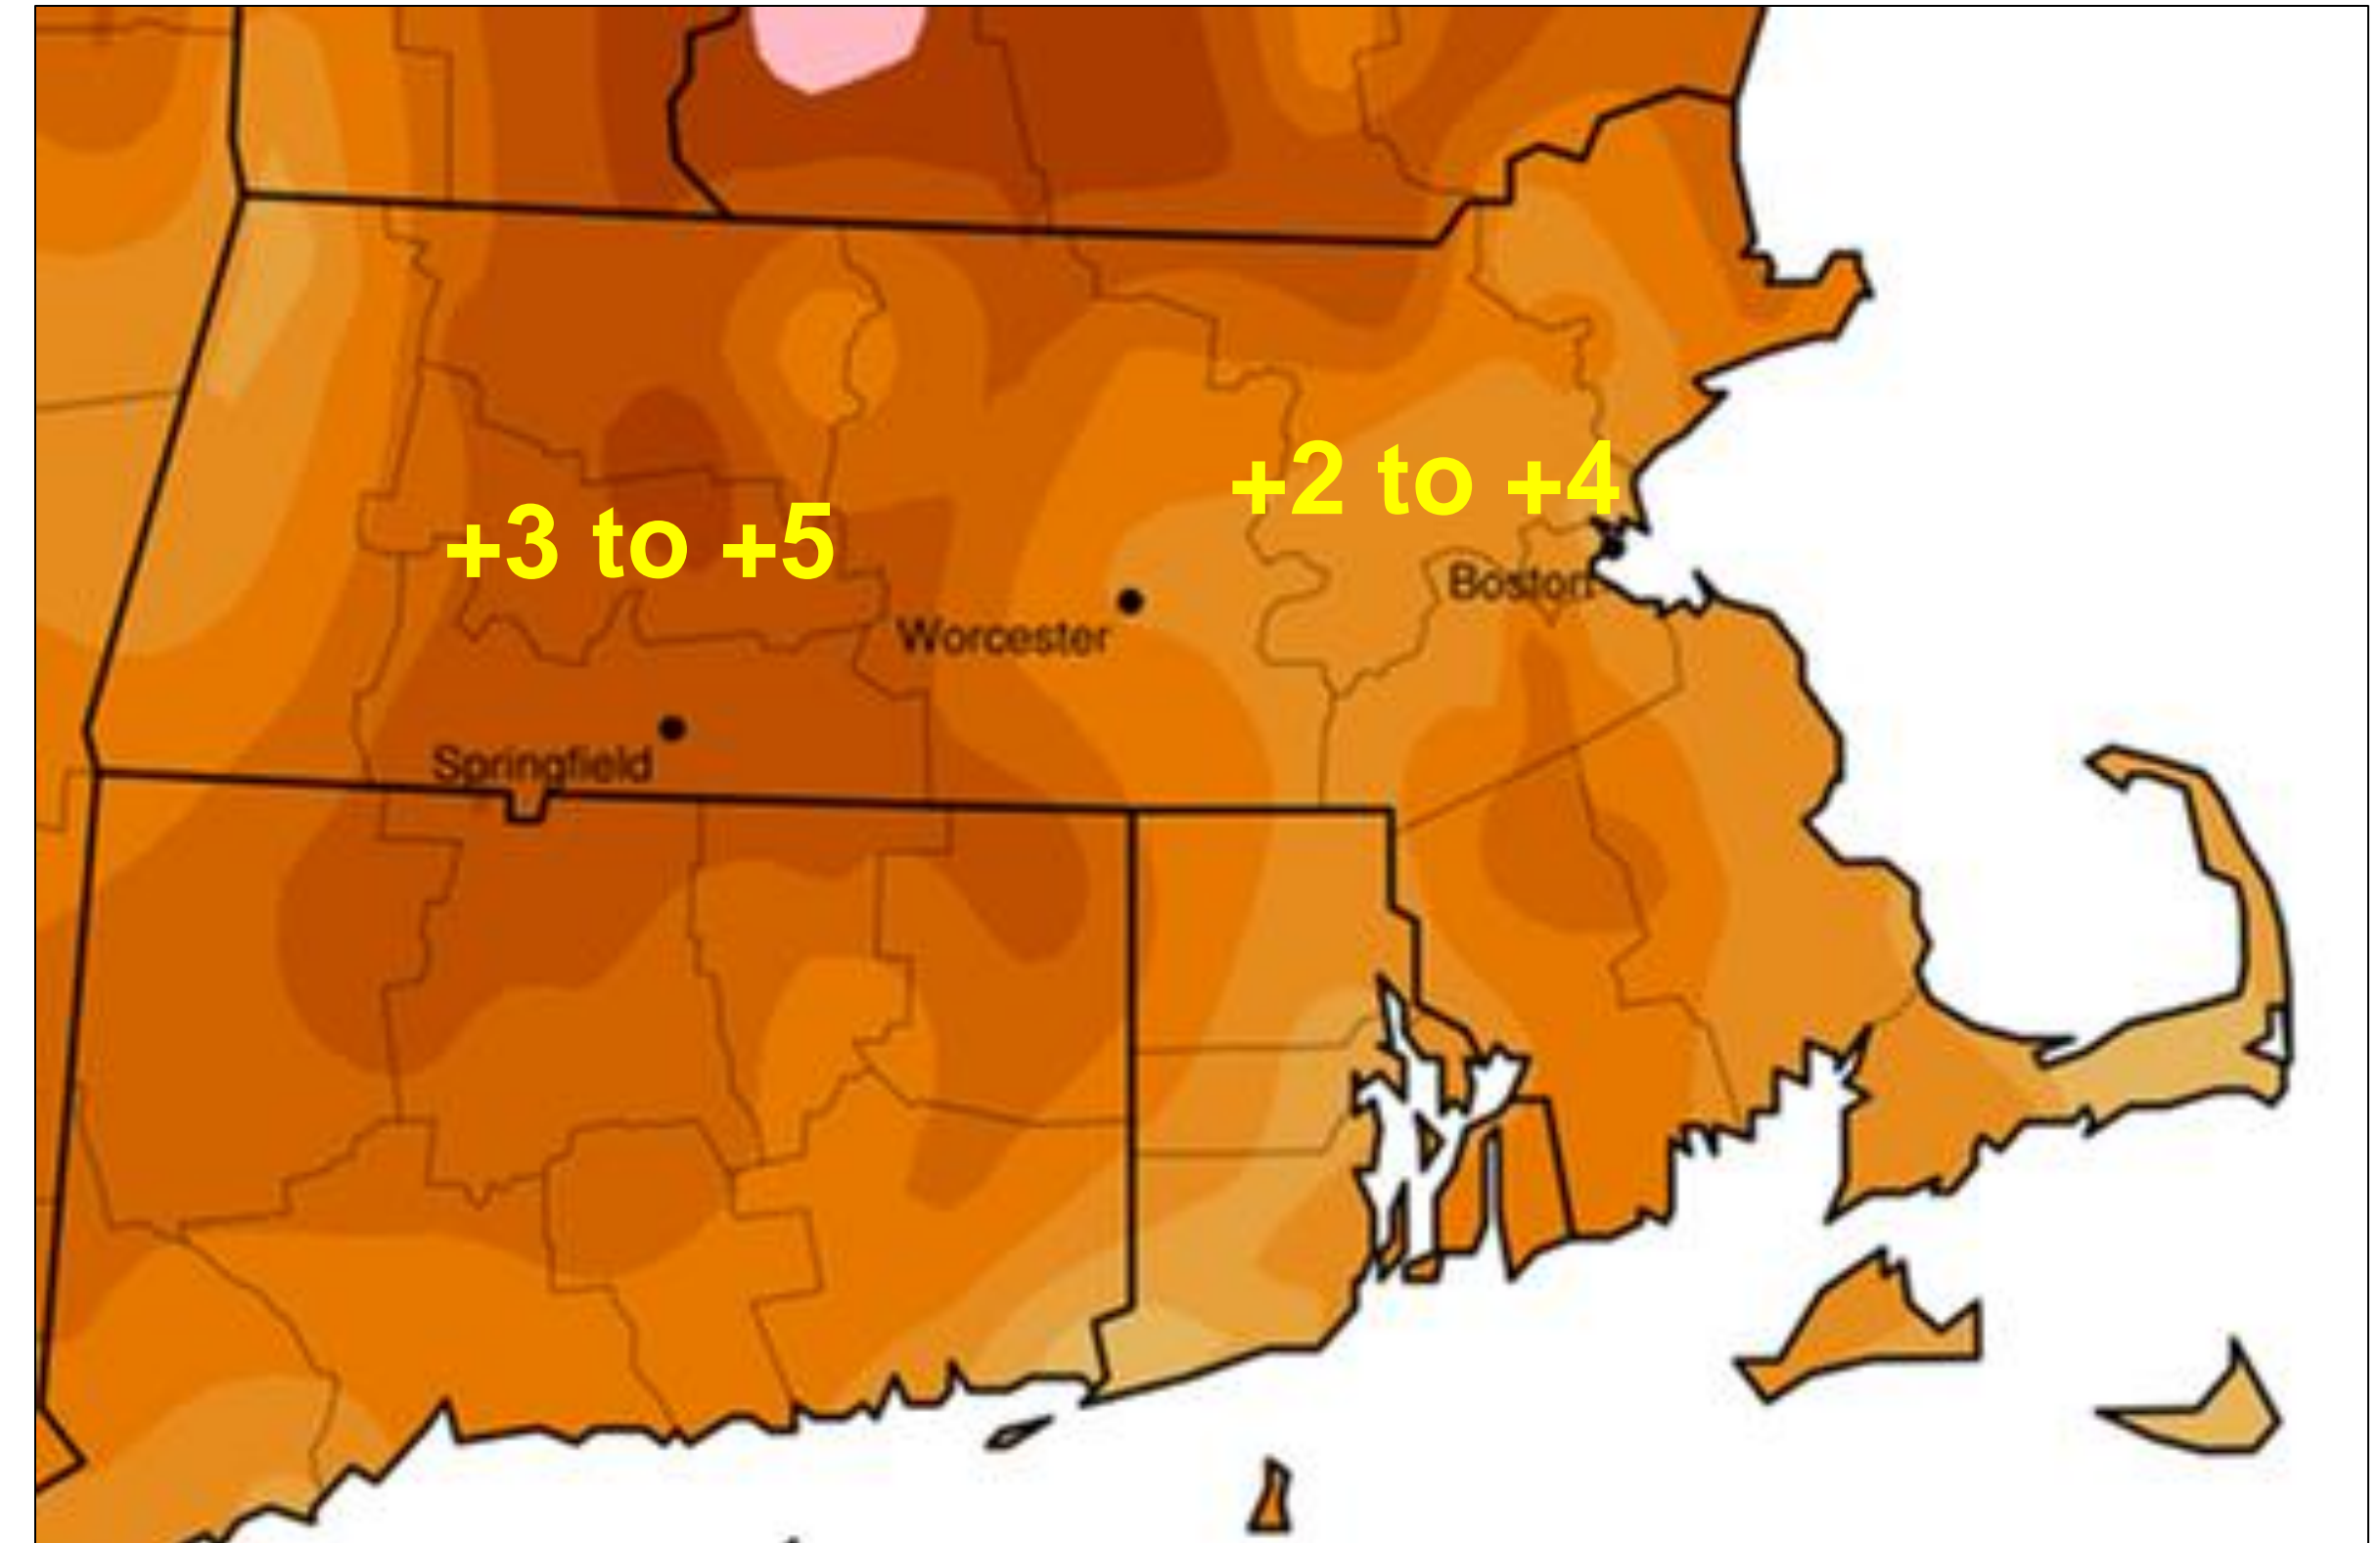 +2 to +4
+3 to +5
Boston
Worcester
Springfield